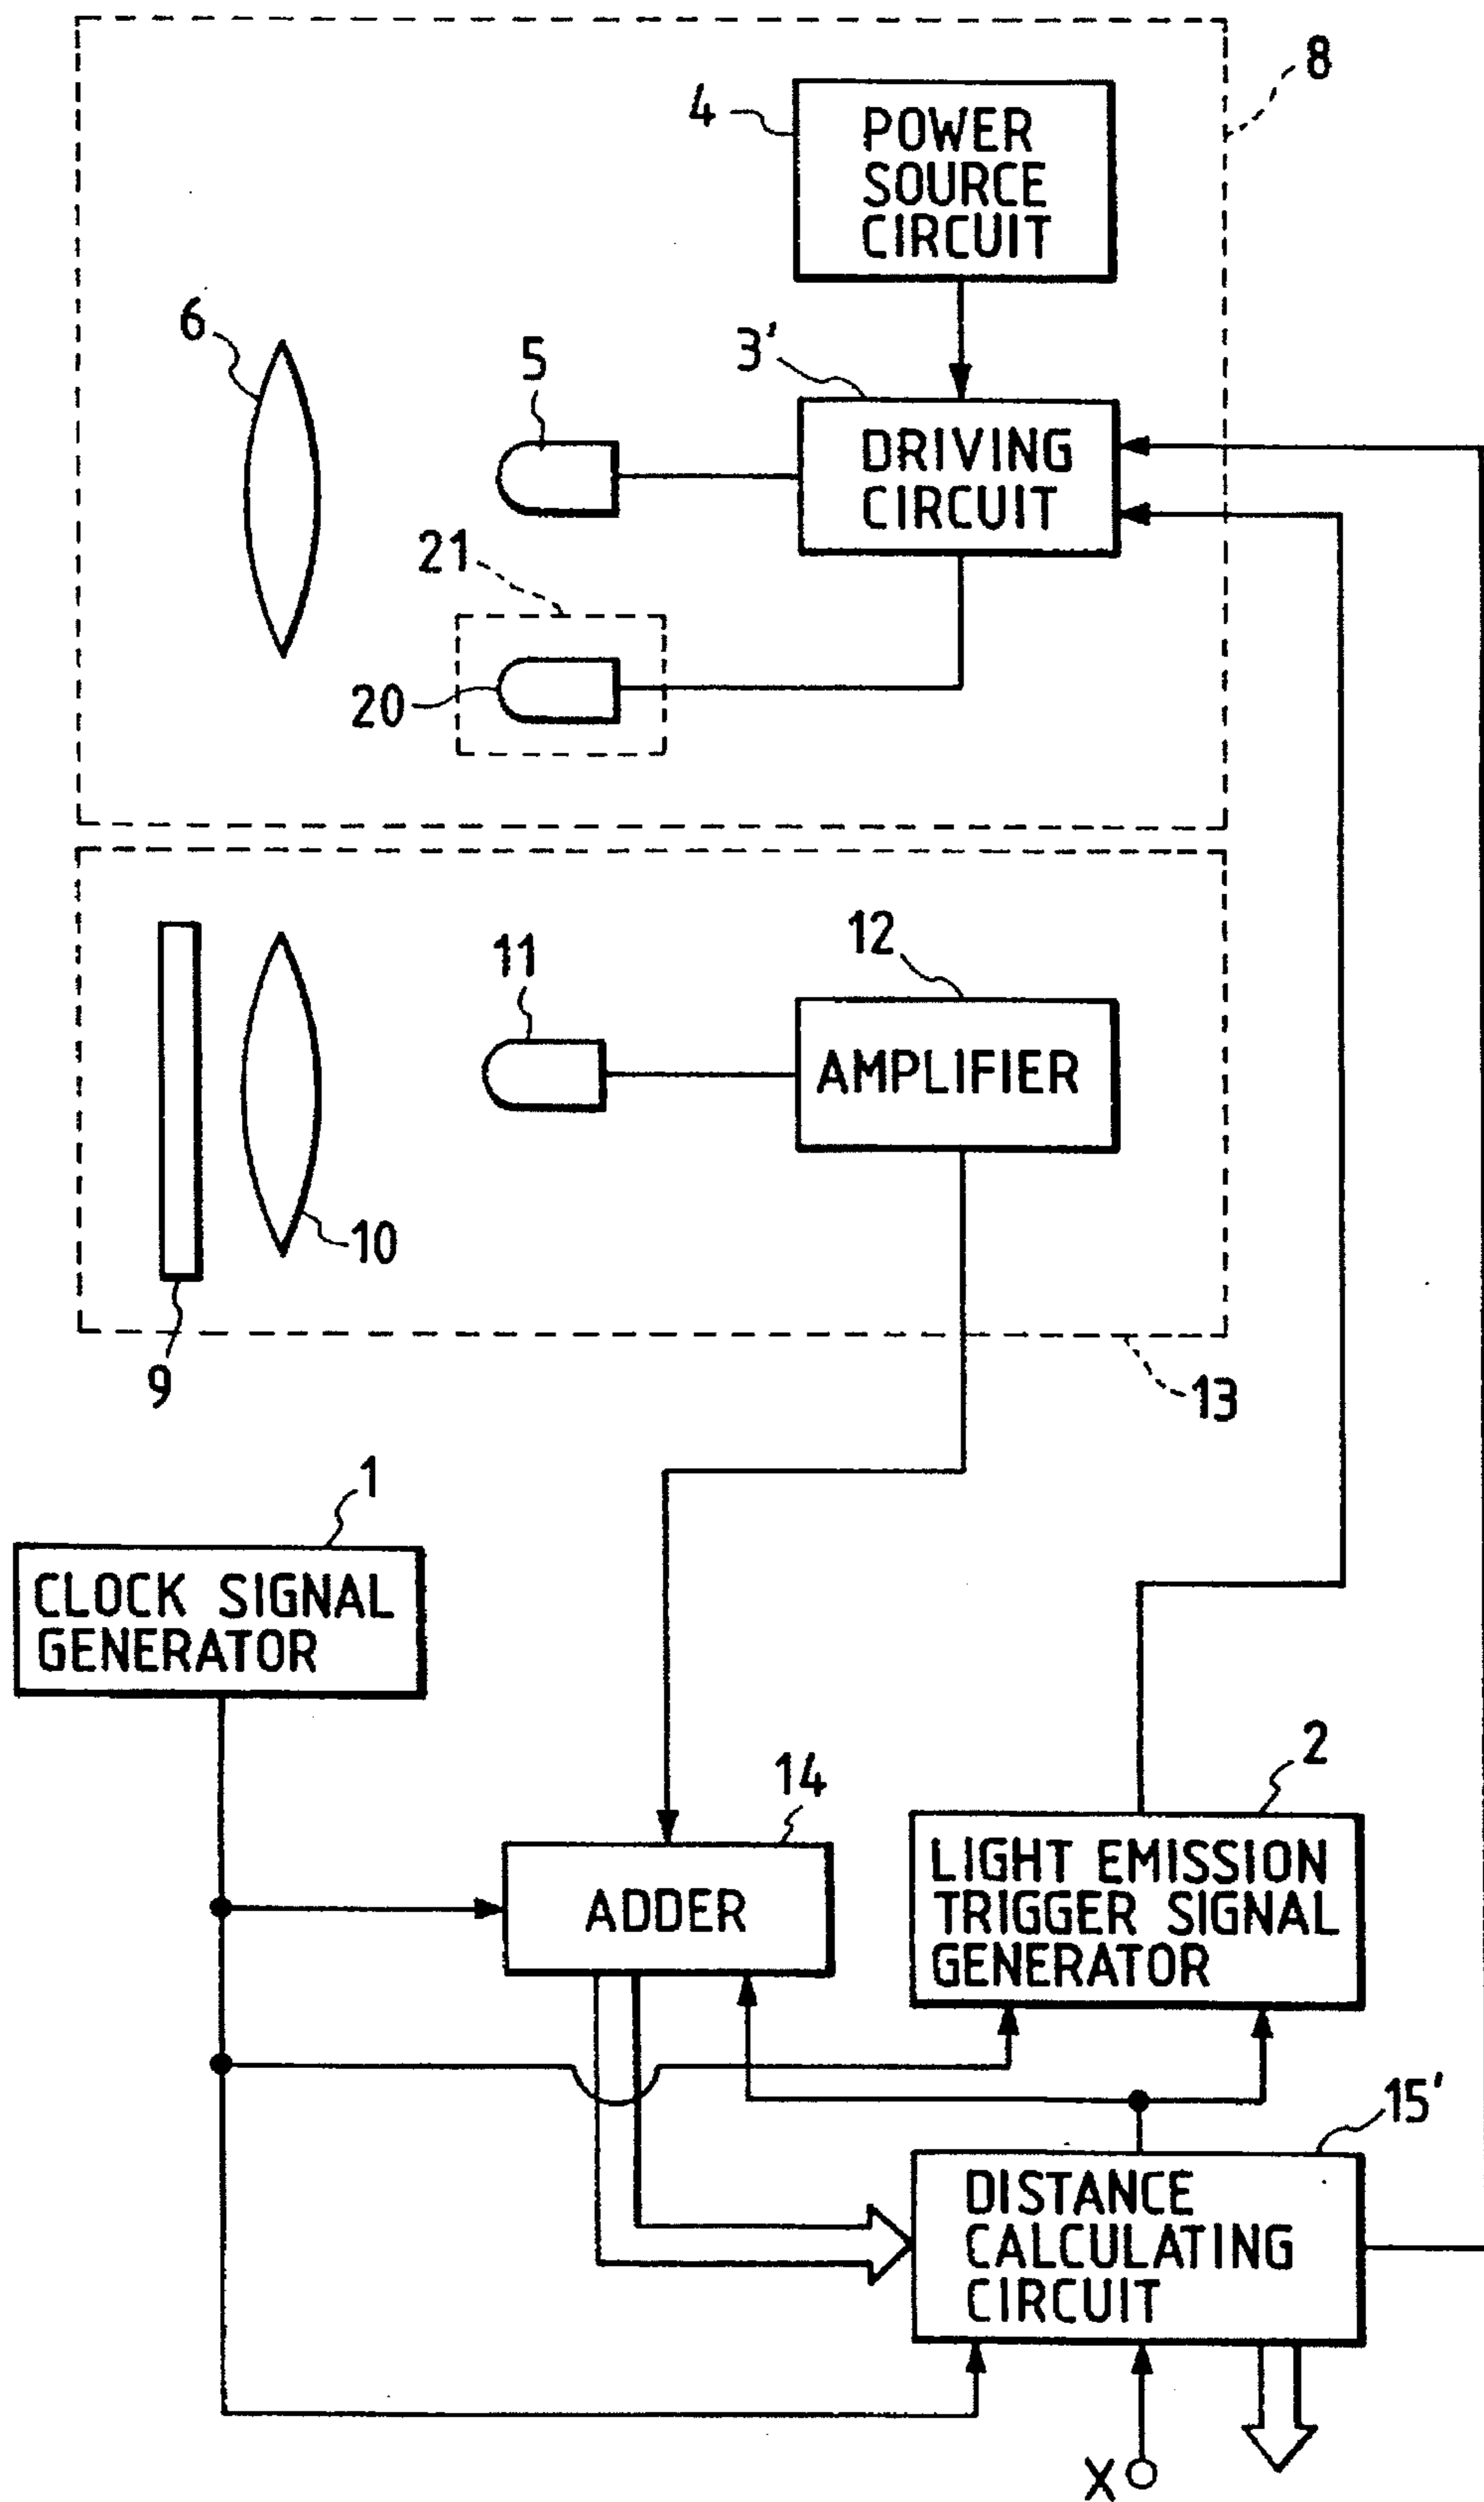 8
4
POWER
SOURCE
CIRCUIT
6
5
3'
DRIVING
CIRCUIT
21
20
11
12
AMPLIFIER
10
9
13
1
CLOCK SIGNAL
GENERATOR
14
2
ADDER
LIGHT EMISSION
TRIGGER SIGNAL
GENERATOR
15'
DISTANCE
CALCULATING
CIRCUIT
X